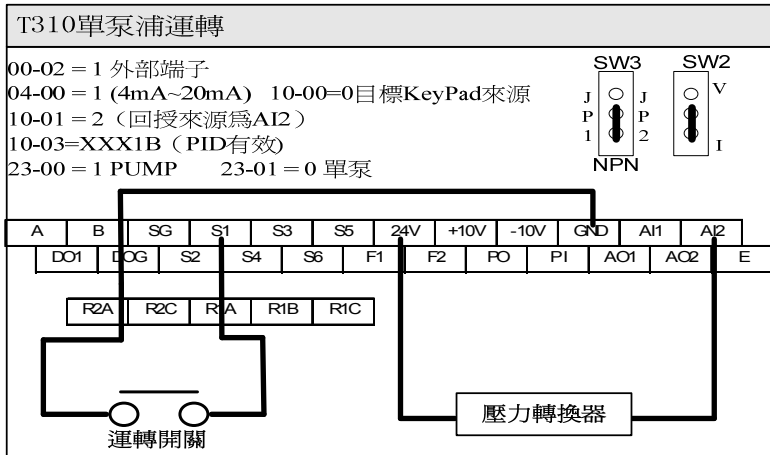 T310單泵浦運轉
00-02 = 1 外部端子
04-00 = 1 (4mA~20mA) 10-00=0目標KeyPad來源
10-01 = 2（回授來源爲AI2）
10-03=XXX1B（PID有效)
23-00 = 1 PUMP 23-01 = 0 單泵
SW3 SW2
J J V
P P
1 2 I
NPN
A B SG S1 S3 S5 24V +10V -10V GND AI1 AI2
DO1 DOG S2 S4 S6 F1 F2 PO PI AO1 AO2 E
R2A R2C R1A R1B R1C
壓力轉換器
運轉開關